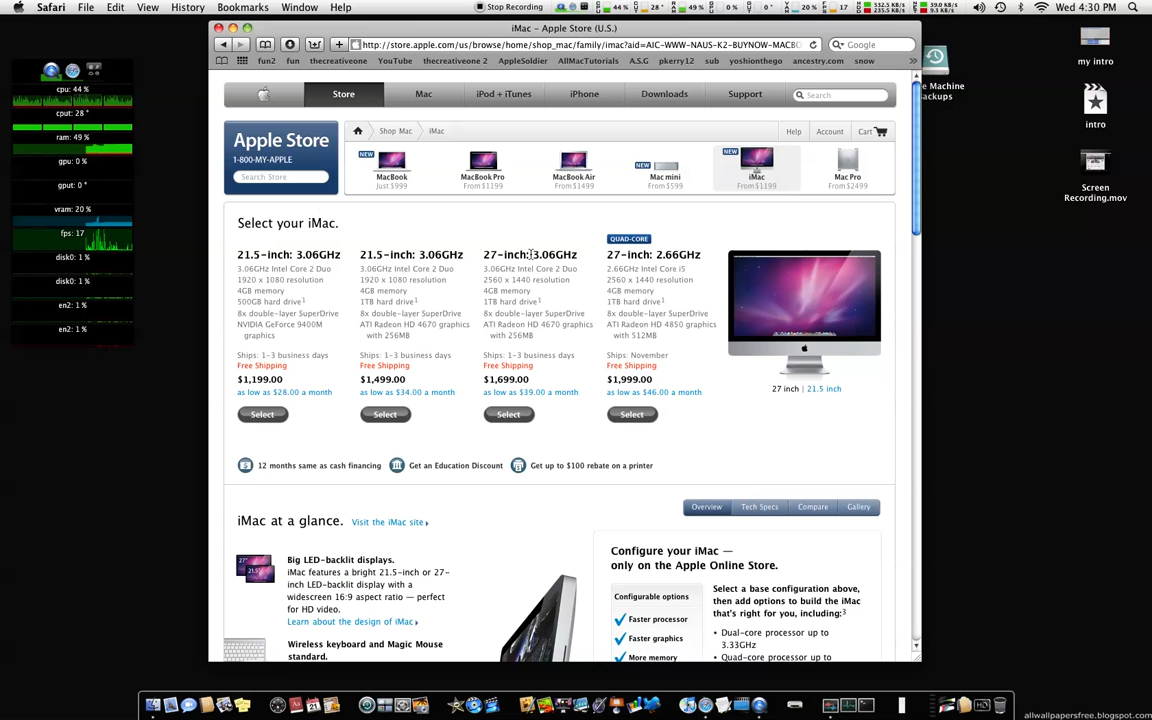 Safari File Edit View History Bookmarks Window Help
Stop Recording
44 % 28 ° 49 % 0 % 0 ° 20 % 17
Wed 4:30 PM
cpu: 44 %
cput: 28 °
ram: 49 %
gpu: 0 %
gput: 0 °
vram: 20 %
fps: 17
disk0: 1 %
disk0: 1 %
en2: 1 %
en2: 1 %
iMac - Apple Store (U.S.)
http://store.apple.com/us/browse/home/shop_mac/family/imac?aid=AIC-WWW-NAUS-K2-BUYNOW-MACBO
Google
fun2 fun thecreativeone YouTube thecreativeone 2 AppleSoldier AllMacTutorials A.S.G pkerry12 sub yoshionthego ancestry.com snow
Store Mac iPod + iTunes iPhone Downloads Support Search
Apple Store
1-800-MY-APPLE
Search Store
Shop Mac iMac Help Account Cart
NEW NEW NEW
MacBook MacBook Pro MacBook Air Mac mini iMac Mac Pro
Just $999 From $1199 From $1499 From $599 From $1199 From $2499
Select your iMac.
21.5-inch: 3.06GHz
3.06GHz Intel Core 2 Duo
1920 x 1080 resolution
4GB memory
500GB hard drive1
8x double-layer SuperDrive
NVIDIA GeForce 9400M
graphics
Ships: 1-3 business days
Free Shipping
$1,199.00
as low as $28.00 a month
Select
21.5-inch: 3.06GHz
3.06GHz Intel Core 2 Duo
1920 x 1080 resolution
4GB memory
1TB hard drive1
8x double-layer SuperDrive
ATI Radeon HD 4670 graphics
with 256MB
Ships: 1-3 business days
Free Shipping
$1,499.00
as low as $34.00 a month
Select
27-inch: 3.06GHz
3.06GHz Intel Core 2 Duo
2560 x 1440 resolution
4GB memory
1TB hard drive1
8x double-layer SuperDrive
ATI Radeon HD 4670 graphics
with 256MB
Ships: 1-3 business days
Free Shipping
$1,699.00
as low as $39.00 a month
Select
QUAD-CORE
27-inch: 2.66GHz
2.66GHz Intel Core i5
2560 x 1440 resolution
4GB memory
1TB hard drive1
8x double-layer SuperDrive
ATI Radeon HD 4850 graphics
with 512MB
Ships: November
Free Shipping
$1,999.00
as low as $46.00 a month
Select
27 inch | 21.5 inch
12 months same as cash financing Get an Education Discount Get up to $100 rebate on a printer
iMac at a glance. Visit the iMac site
Overview Tech Specs Compare Gallery
Big LED-backlit displays.
iMac features a bright 21.5-inch or 27-
inch LED-backlit display with a
widescreen 16:9 aspect ratio — perfect
for HD video.
Learn about the design of iMac
Wireless keyboard and Magic Mouse
standard.
Configure your iMac —
only on the Apple Online Store.
Configurable options
Faster processor
Faster graphics
More memory
Select a base configuration above,
then add options to build the iMac
that's right for you, including:3
• Dual-core processor up to
3.33GHz
• Quad-core processor up to
e Machine
ackups
my intro
intro
Screen
Recording.mov
allwallpapersfree.blogspot.com